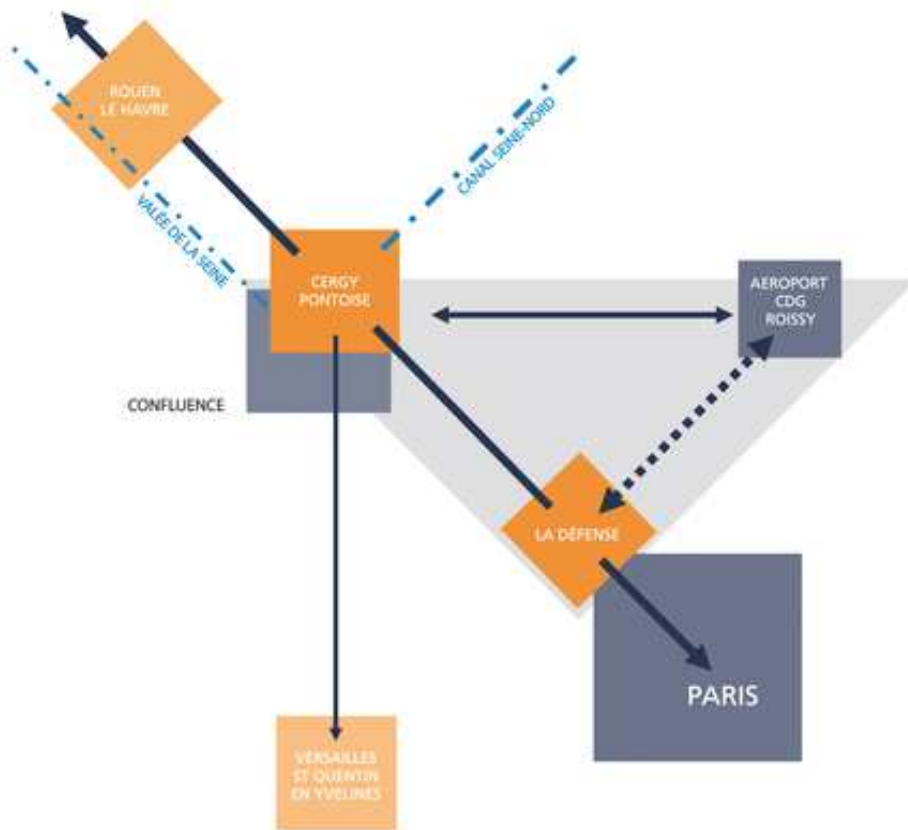 ROUEN
LE HAVRE
CANAL SEINE-NORD
VALÉE DE LA SEINE
CERGY
PONTOISE
AEROPORT
CDG
ROISSY
CONFLUENCE
LA DÉFENSE
PARIS
VERSAILLES
ST QUENTIN
EN YVELINES